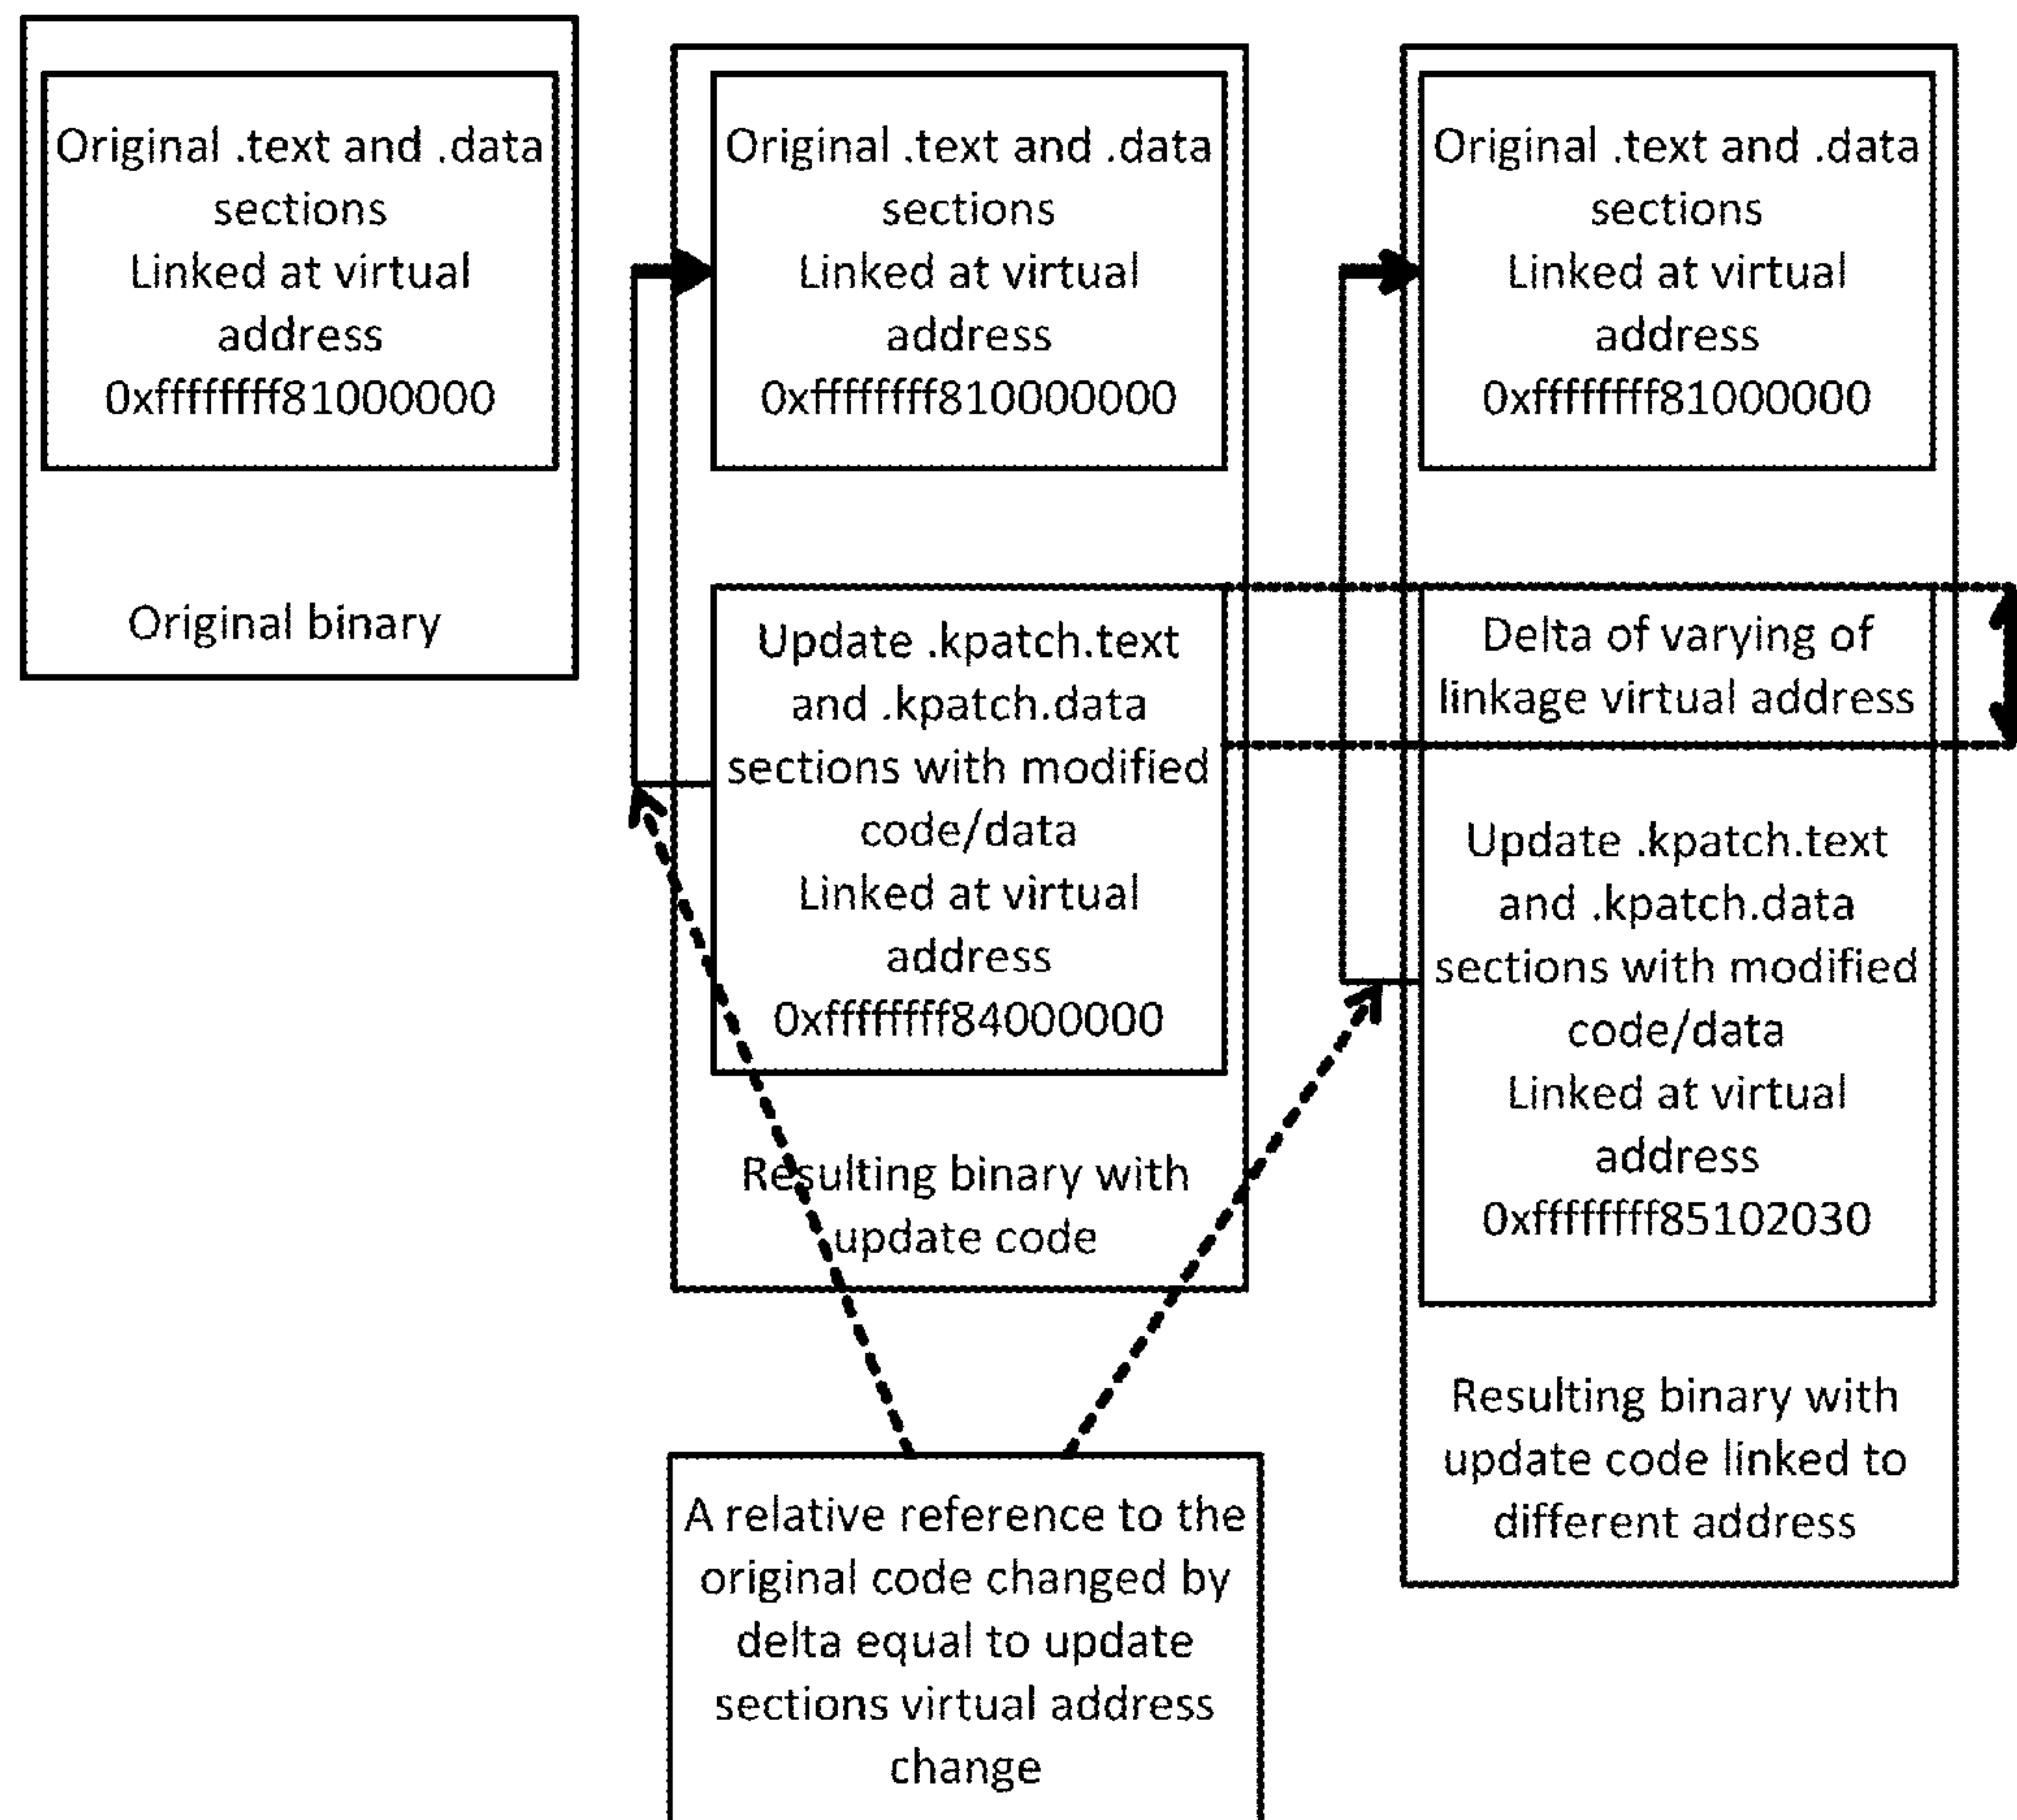 Original .text and .data
sections
Linked at virtual
address
0xffffffff81000000
Original binary
Original .text and .data
sections
Linked at virtual
address
0xffffffff810000000
Update .kpatch.text
and .kpatch.data
sections with modified
code/data
Linked at virtual
address
0xffffffff84000000
Resulting binary with
update code
Original .text and .data
sections
Linked at virtual
address
0xffffffff81000000
Delta of varying of
linkage virtual address
Update .kpatch.text
and .kpatch.data
sections with modified
code/data
Linked at virtual
address
0xffffffff85102030
Resulting binary with
update code linked to
different address
A relative reference to the
original code changed by
delta equal to update
sections virtual address
change